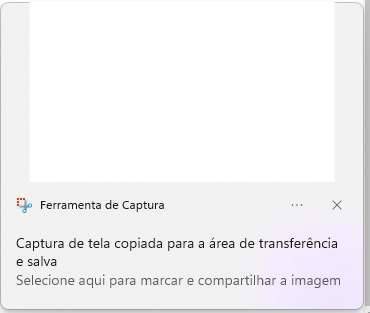 Ferramenta de Captura
Captura de tela copiada para a área de transferência
e salva
Selecione aqui para marcar e compartilhar a imagem